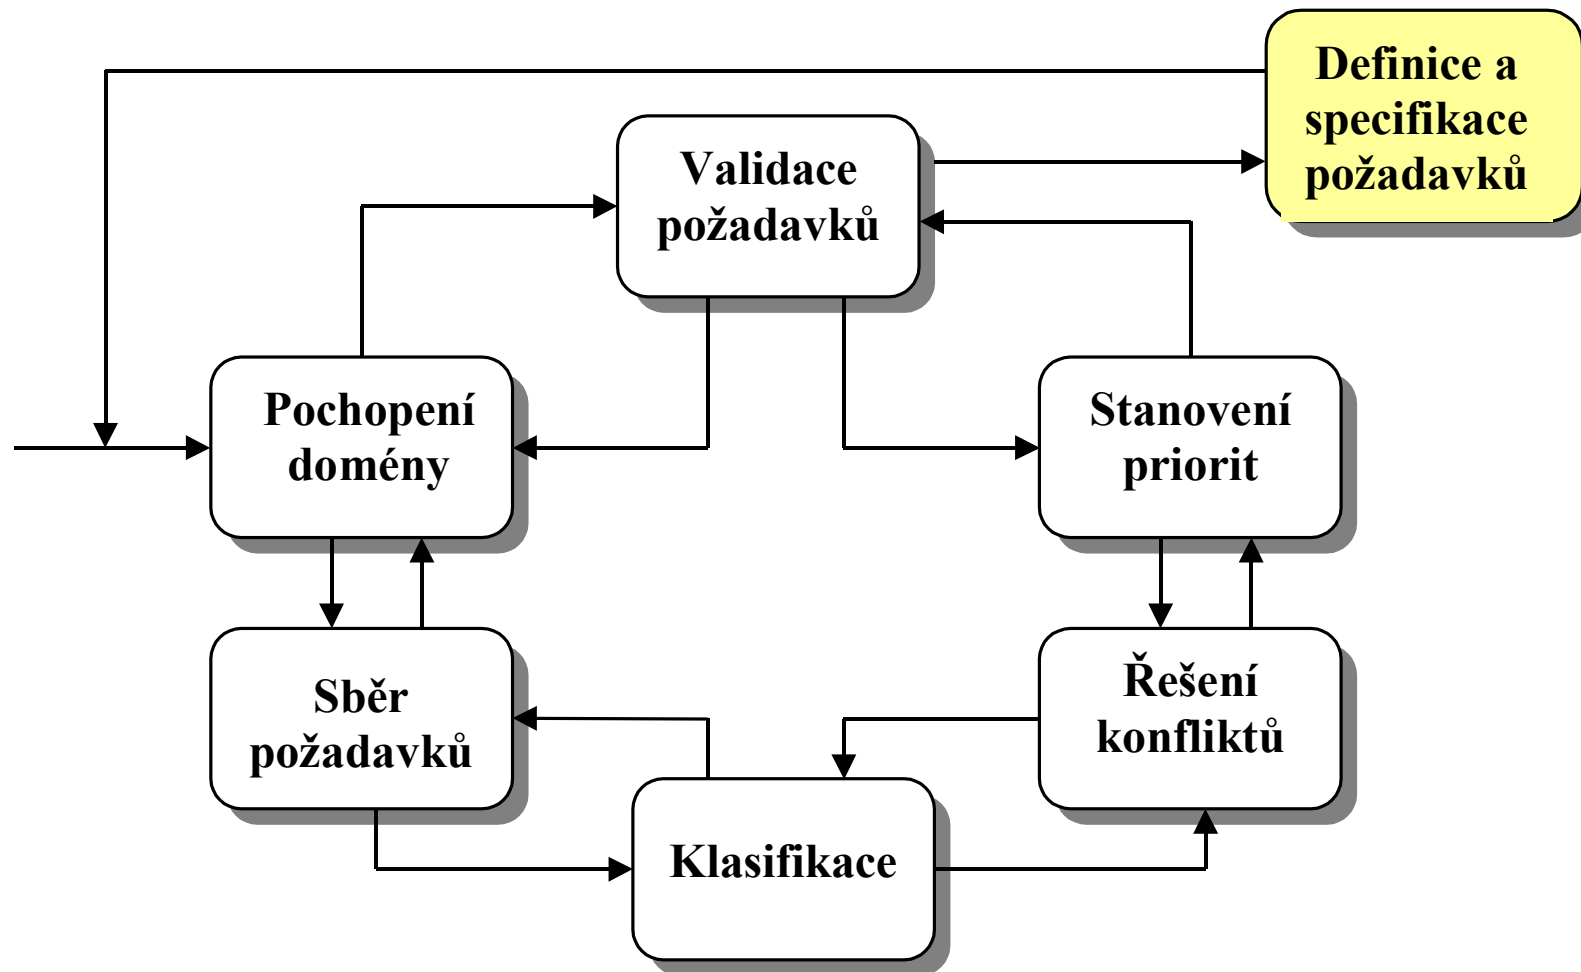 Definice a
specifikace
požadavků
Validace
požadavků
Pochopení
domény
Stanovení
priorit
Sběr
požadavků
Řešení
konfliktů
Klasifikace